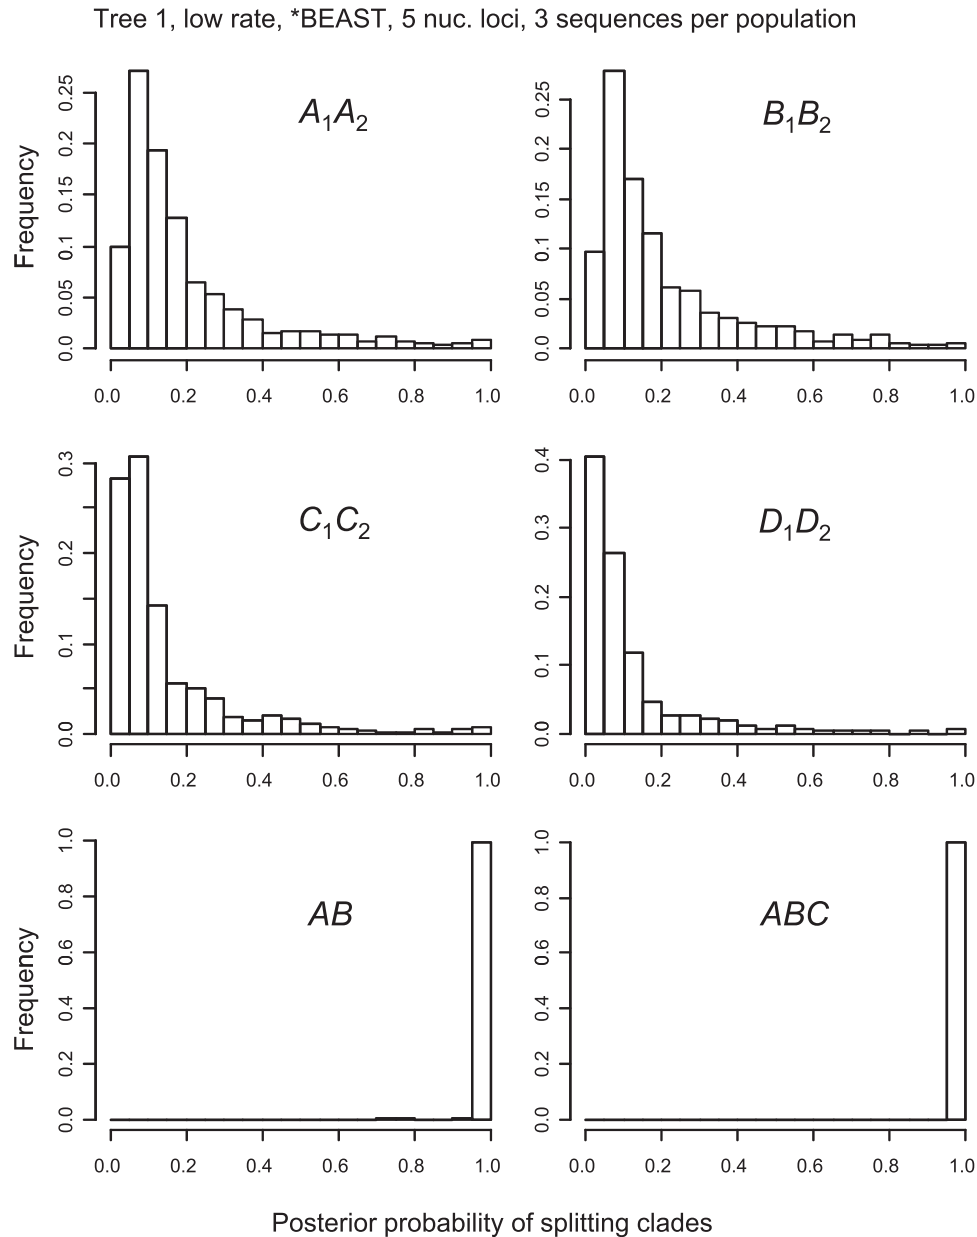 Tree 1, low rate, *BEAST, 5 nuc. loci, 3 sequences per population
A1A2
B1B2
Frequency
0.0 0.05 0.1 0.15 0.2 0.25
0.0 0.05 0.1 0.15 0.2 0.25
0.0 0.2 0.4 0.6 0.8 1.0
0.0 0.2 0.4 0.6 0.8 1.0
C1C2
D1D2
Frequency
0.0 0.1 0.2 0.3
0.0 0.1 0.2 0.3 0.4
0.0 0.2 0.4 0.6 0.8 1.0
0.0 0.2 0.4 0.6 0.8 1.0
AB
ABC
Frequency
0.0 0.2 0.4 0.6 0.8 1.0
0.0 0.2 0.4 0.6 0.8 1.0
0.0 0.2 0.4 0.6 0.8 1.0
0.0 0.2 0.4 0.6 0.8 1.0
Posterior probability of splitting clades